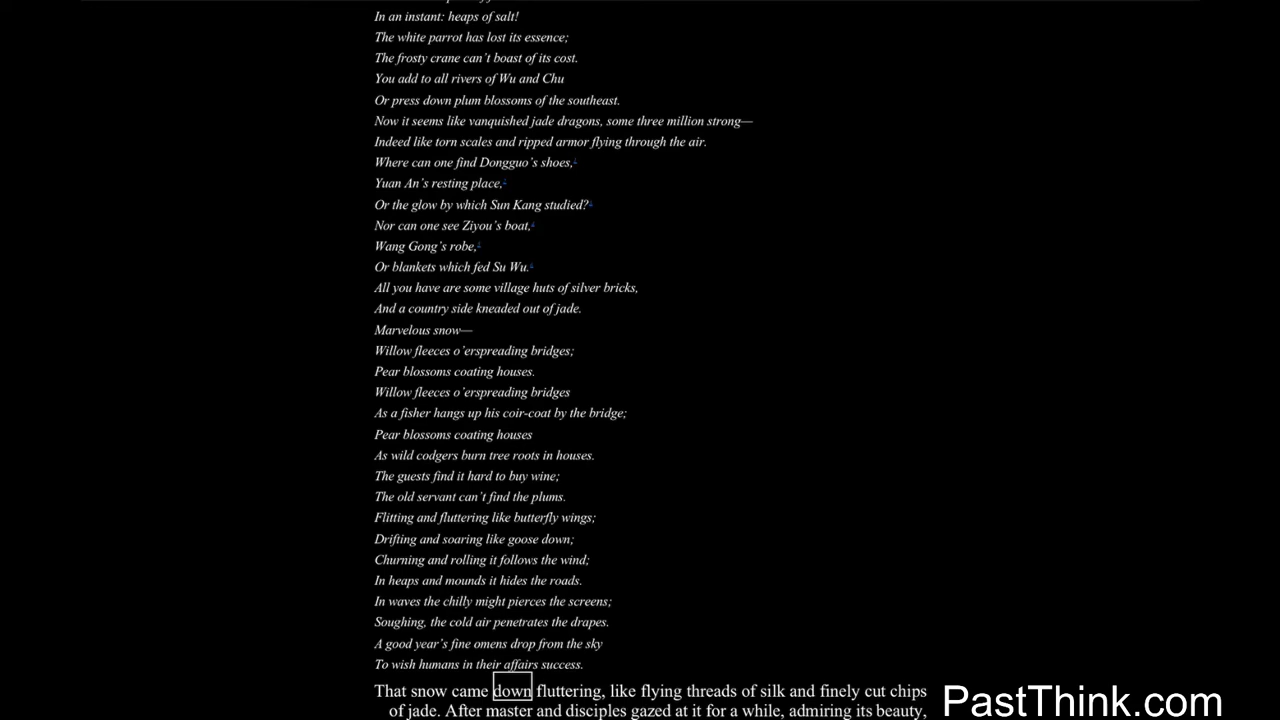 In an instant: heaps of salt!
The white parrot has lost its essence;
The frosty crane can’t boast of its cost.
You add to all rivers of Wu and Chu
Or press down plum blossoms of the southeast.
Now it seems like vanquished jade dragons, some three million strong—
Indeed like torn scales and ripped armor flying through the air.
Where can one find Dongguo’s shoes,
Yuan An’s resting place,
Or the glow by which Sun Kang studied?
Nor can one see Ziyou’s boat,
Wang Gong’s robe,
Or blankets which fed Su Wu.
All you have are some village huts of silver bricks,
And a country side kneaded out of jade.
Marvelous snow—
Willow fleeces o’erspreading bridges;
Pear blossoms coating houses.
Willow fleeces o’erspreading bridges
As a fisher hangs up his coir-coat by the bridge;
Pear blossoms coating houses
As wild codgers burn tree roots in houses.
The guests find it hard to buy wine;
The old servant can’t find the plums.
Flitting and fluttering like butterfly wings;
Drifting and soaring like goose down;
Churning and rolling it follows the wind;
In heaps and mounds it hides the roads.
In waves the chilly might pierces the screens;
Soughing, the cold air penetrates the drapes.
A good year’s fine omens drop from the sky
To wish humans in their affairs success.
That snow came down fluttering, like flying threads of silk and finely cut chips
of jade. After master and disciples gazed at it for a while, admiring its beauty,
PastThink.com